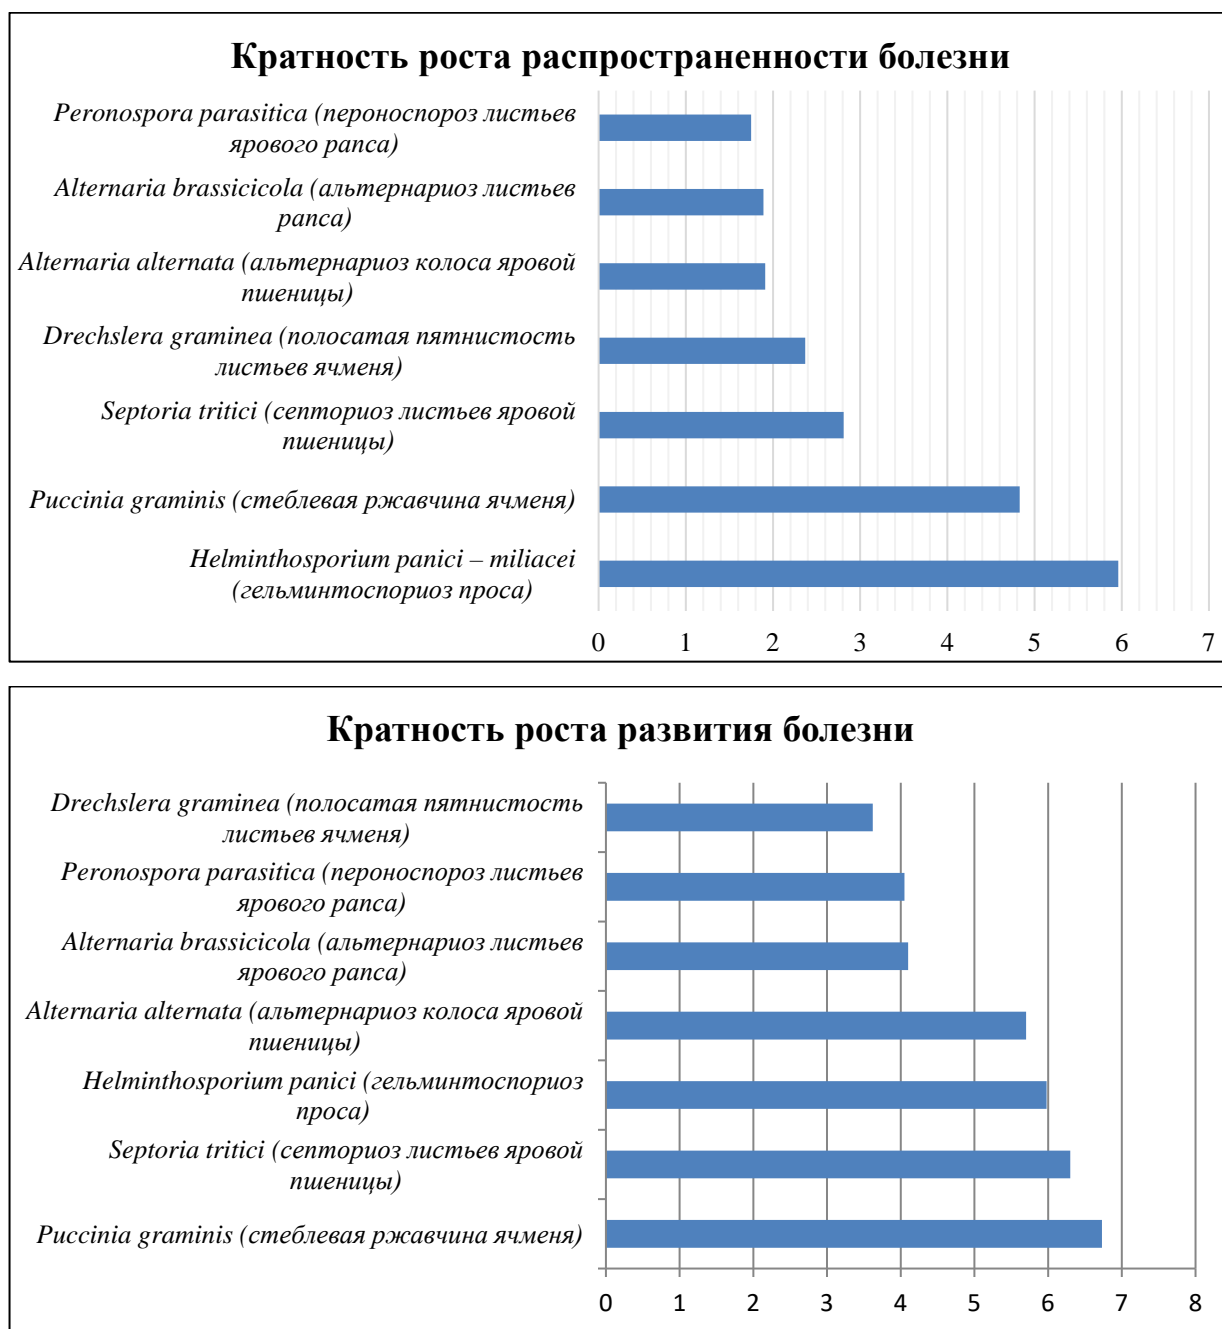 Кратность роста распространенности болезни
Peronospora parasitica (пероноспороз листьев
ярового рапса)
Alternaria brassicicola (альтернариоз листьев
рапса)
Alternaria alternata (альтернариоз колоса яровой
пшеницы)
Drechslera graminea (полосатая пятнистость
листьев ячменя)
Septoria tritici (септориоз листьев яровой
пшеницы)
Puccinia graminis (стеблевая ржавчина ячменя)
Helminthosporium panici – miliacei
(гельминтоспориоз проса)
0 1 2 3 4 5 6 7
Кратность роста развития болезни
Drechslera graminea (полосатая пятнистость
листьев ячменя)
Peronospora parasitica (пероноспороз листьев
ярового рапса)
Alternaria brassicicola (альтернариоз листьев
ярового рапса)
Alternaria alternata (альтернариоз колоса яровой
пшеницы)
Helminthosporium panici (гельминтоспориоз
проса)
Septoria tritici (септориоз листьев яровой
пшеницы)
Puccinia graminis (стеблевая ржавчина ячменя)
0 1 2 3 4 5 6 7 8